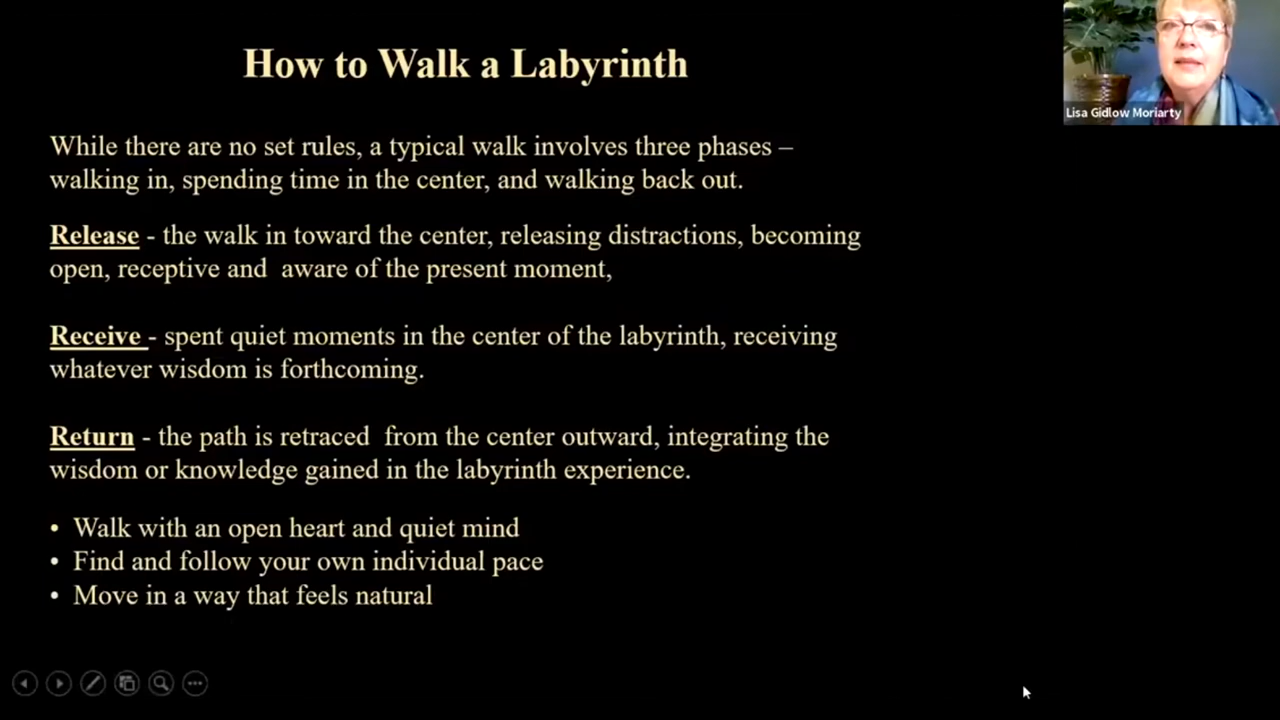 How to Walk a Labyrinth
Lisa Gidlow Moriarty
While there are no set rules, a typical walk involves three phases –
walking in, spending time in the center, and walking back out.
Release - the walk in toward the center, releasing distractions, becoming
open, receptive and  aware of the present moment,
Receive - spent quiet moments in the center of the labyrinth, receiving
whatever wisdom is forthcoming.
Return - the path is retraced  from the center outward, integrating the
wisdom or knowledge gained in the labyrinth experience.
• Walk with an open heart and quiet mind
• Find and follow your own individual pace
• Move in a way that feels natural